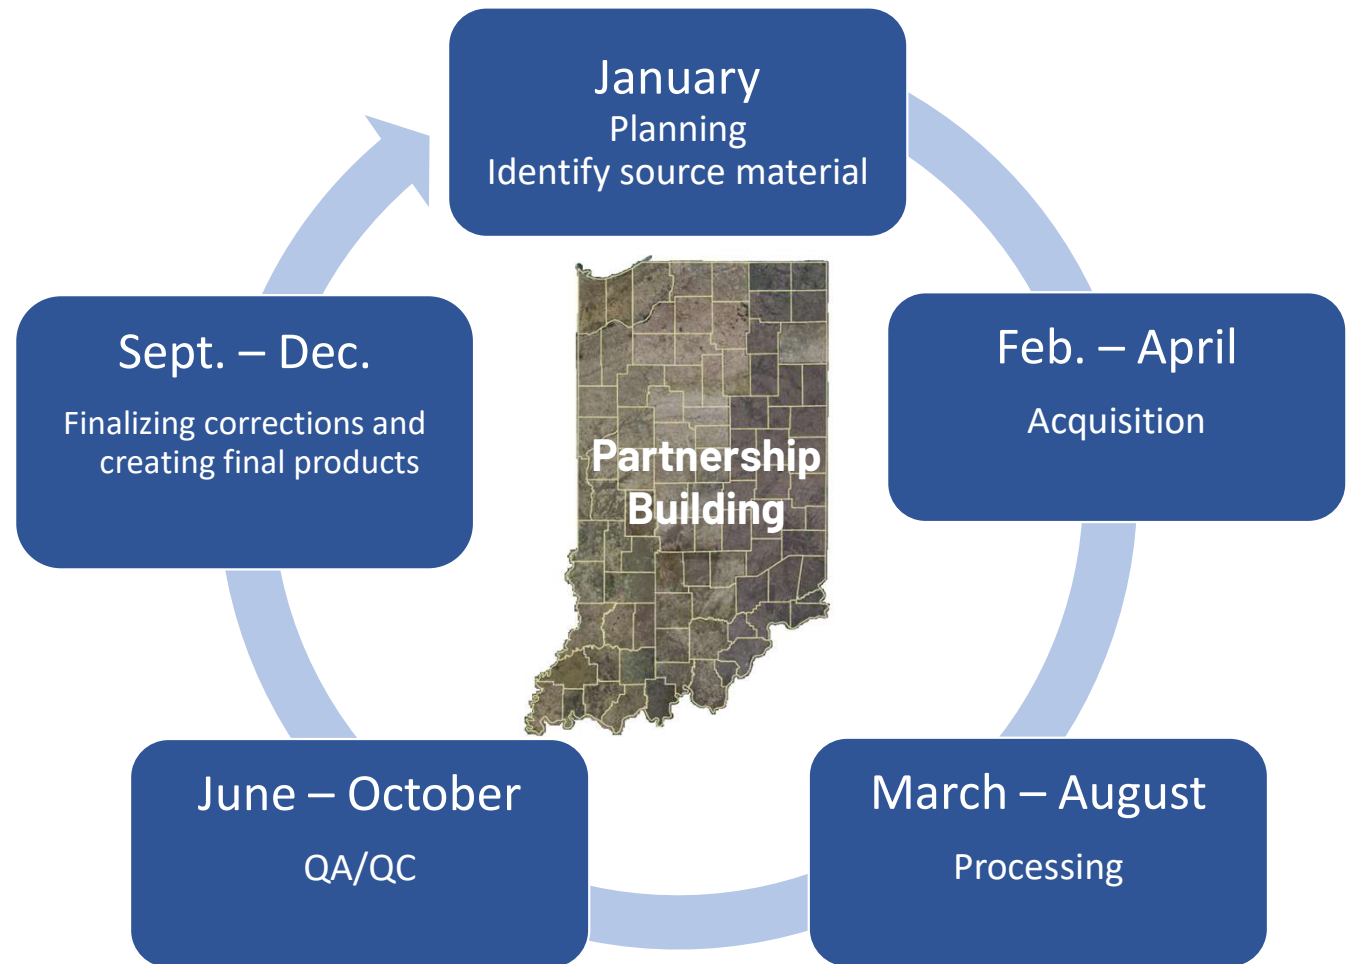 January
Planning
Identify source material
Feb. – April
Acquisition
March – August
Processing
June – October
QA/QC
Sept. – Dec.
Finalizing corrections and
creating final products
Partnership
Building